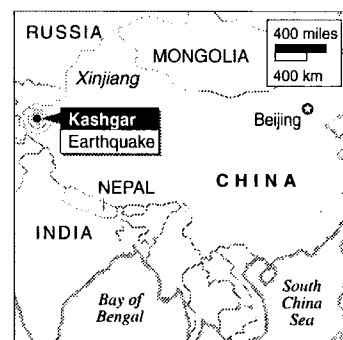 RUSSIA
400 miles
400 km
MONGOLIA
Xinjiang
Kashgar
Earthquake
Beijing
NEPAL
CHINA
INDIA
Bay of
Bengal
South
China
Sea